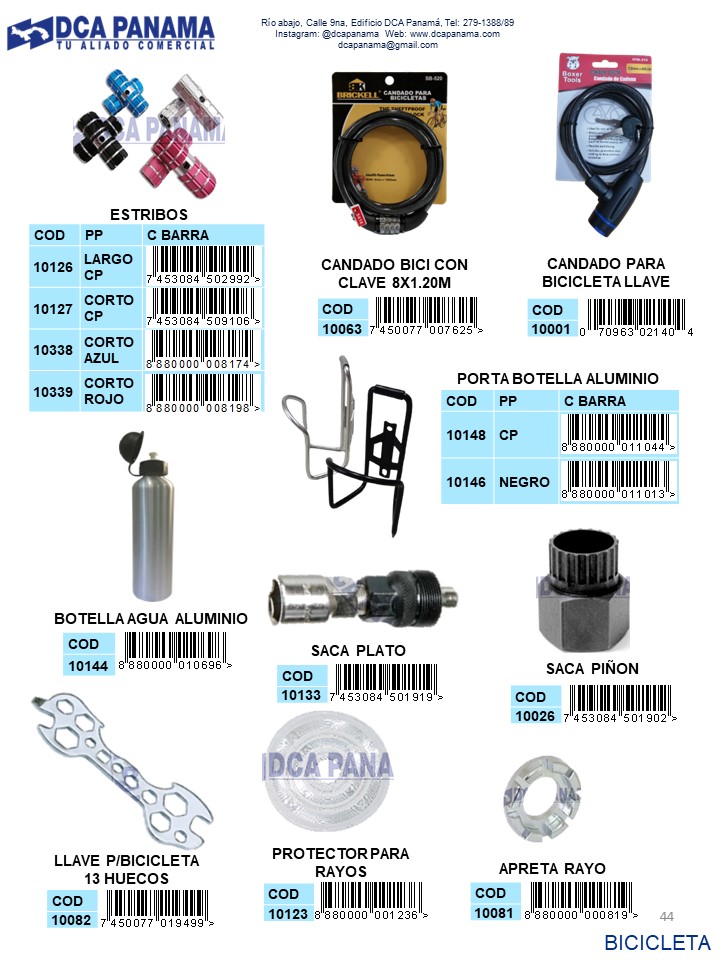 DCA PANAMA
TU ALIADO COMERCIAL
Río abajo, Calle 9na, Edificio DCA Panamá, Tel: 279-1388/89
Instagram: @dcapanama Web: www.dcapanama.com
dcapanama@gmail.com
DCA PANAMA
ESTRIBOS
COD PP C BARRA
10126 LARGO CP 7 453084 502992 >
10127 CORTO CP 7 453084 509106 >
10338 CORTO AZUL 8 880000 008174 >
10339 CORTO ROJO 8 880000 008198 >
SB-520
BRICKELL
CANDADO PARA
BICICLETAS
CANDADO BICI CON
CLAVE 8X1.20M
COD
10063 7 450077 007625 >
Boxer
Tools
CANDADO PARA
BICICLETA LLAVE
COD
10001 0 70963 02140 4
PORTA BOTELLA ALUMINIO
COD PP C BARRA
10148 CP 8 880000 011044 >
10146 NEGRO 8 880000 011013 >
BOTELLA AGUA ALUMINIO
COD
10144 8 880000 010696 >
SACA PLATO
COD
10133 7 453084 501919 >
SACA PIÑON
COD
10026 7 453084 501902 >
LLAVE P/BICICLETA
13 HUECOS
COD
10082 7 450077 019499 >
DCA PANA
PROTECTOR PARA
RAYOS
COD
10123 8 880000 001236 >
APRETA RAYO
COD
10081 8 880000 000819 >
44
BICICLETA